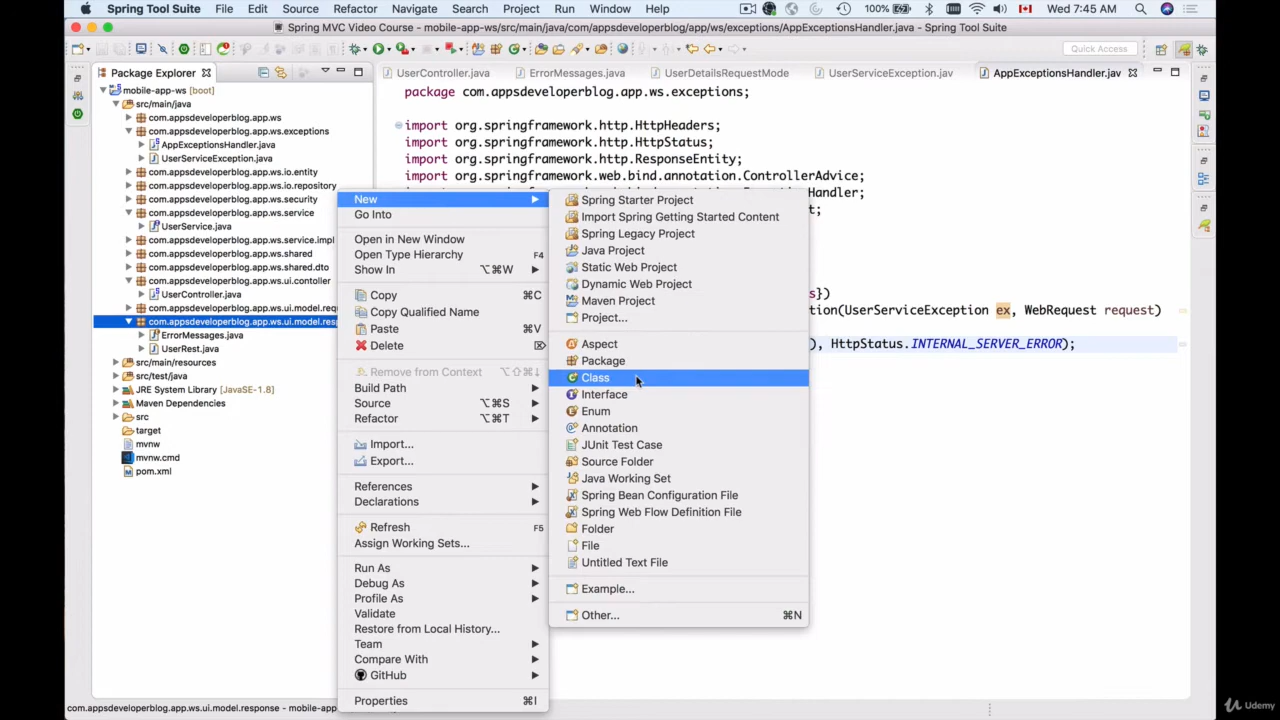 Spring Tool Suite File Edit Source Refactor Navigate Search Project Run Window Help 100% Wed 7:45 AM
Spring MVC Video Course - mobile-app-ws/src/main/java/com/appsdeveloperblog/app/ws/exceptions/AppExceptionsHandler.java - Spring Tool Suite
Quick Access
Package Explorer
UserController.java ErrorMessages.java UserDetailsRequestMode UserServiceException.jav AppExceptionsHandler.jav
mobile-app-ws [boot]
src/main/java
com.appsdeveloperblog.app.ws
com.appsdeveloperblog.app.ws.exceptions
AppExceptionsHandler.java
UserServiceException.java
com.appsdeveloperblog.app.ws.io.entity
com.appsdeveloperblog.app.ws.io.repository
com.appsdeveloperblog.app.ws.security
com.appsdeveloperblog.app.ws.service
UserService.java
com.appsdeveloperblog.app.ws.service.impl
com.appsdeveloperblog.app.ws.shared
com.appsdeveloperblog.app.ws.shared.dto
com.appsdeveloperblog.app.ws.ui.contoller
UserController.java
com.appsdeveloperblog.app.ws.ui.model.req
com.appsdeveloperblog.app.ws.ui.model.res
ErrorMessages.java
UserRest.java
src/main/resources
src/test/java
JRE System Library [JavaSE-1.8]
Maven Dependencies
src
target
mvnw
mvnw.cmd
pom.xml
package com.appsdeveloperblog.app.ws.exceptions;
import org.springframework.http.HttpHeaders;
import org.springframework.http.HttpStatus;
import org.springframework.http.ResponseEntity;
import org.springframework.web.bind.annotation.ControllerAdvice;
Handler;
t;
s})
tion(UserServiceException ex, WebRequest request)
), HttpStatus.INTERNAL_SERVER_ERROR);
New
Go Into
Open in New Window
Open Type Hierarchy F4
Show In ⌥⌘W
Copy ⌘C
Copy Qualified Name
Paste ⌘V
Delete ⌦
Remove from Context ⌥⇧⌘↓
Build Path
Source ⌥⌘S
Refactor ⌥⌘T
Import...
Export...
References
Declarations
Refresh F5
Assign Working Sets...
Run As
Debug As
Profile As
Validate
Restore from Local History...
Team
Compare With
GitHub
Properties ⌘I
Spring Starter Project
Import Spring Getting Started Content
Spring Legacy Project
Java Project
Static Web Project
Dynamic Web Project
Maven Project
Project...
Aspect
Package
Class
Interface
Enum
Annotation
JUnit Test Case
Source Folder
Java Working Set
Spring Bean Configuration File
Spring Web Flow Definition File
Folder
File
Untitled Text File
Example...
Other... ⌘N
com.appsdeveloperblog.app.ws.ui.model.response - mobile-app
Udemy